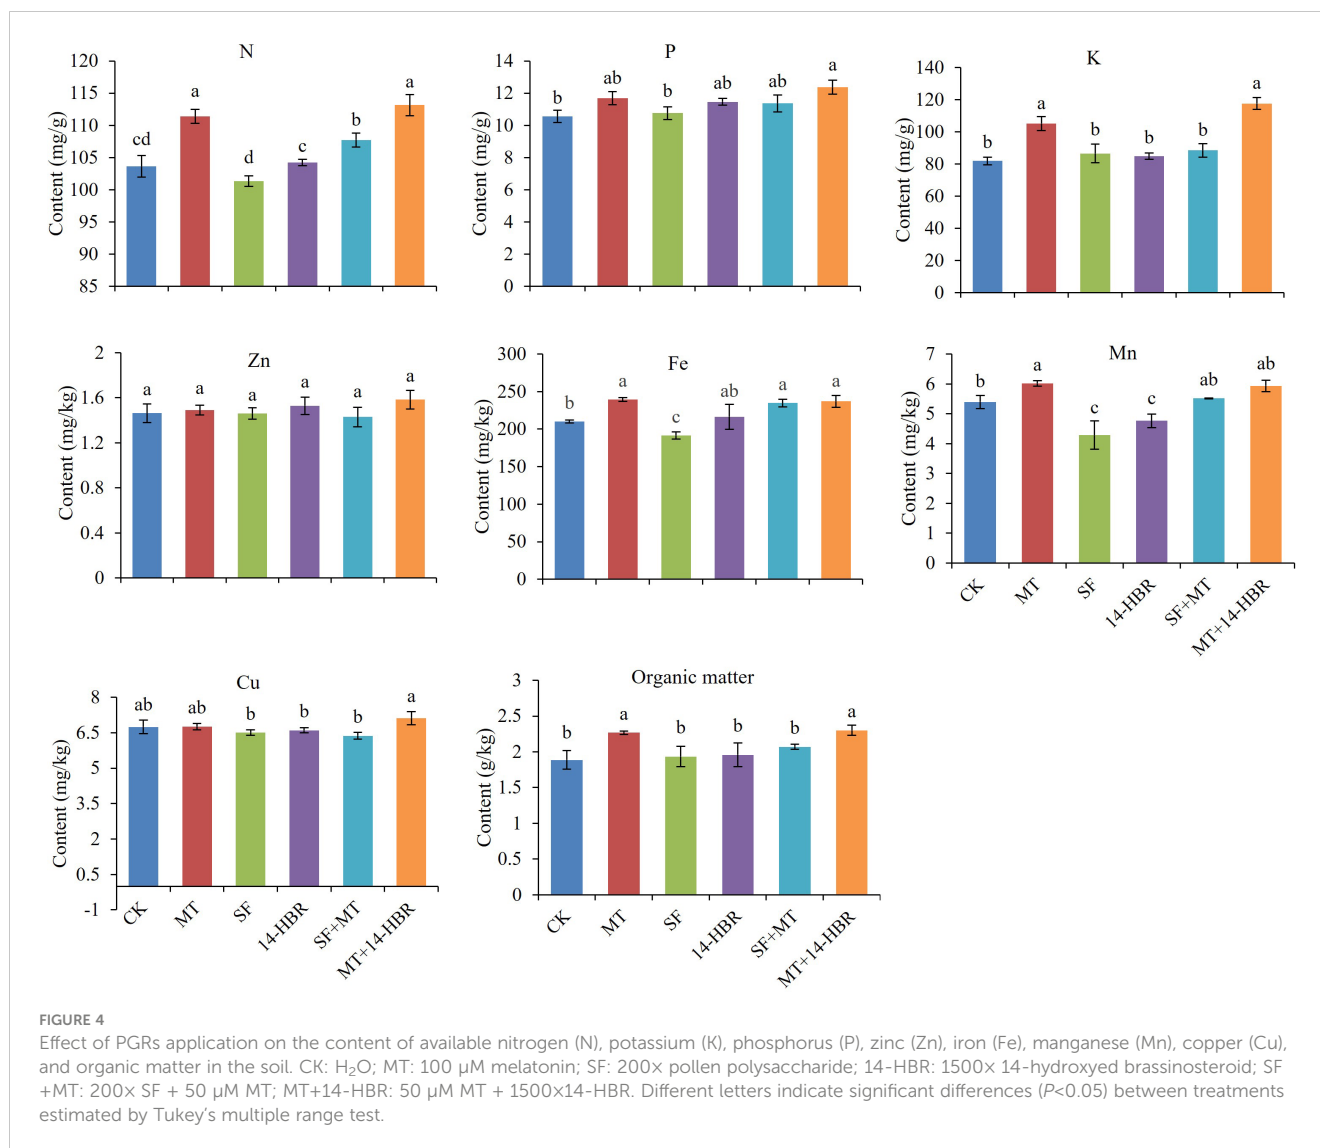 N
120
115
110
105
100
95
90
85
Content (mg/g)
cd
a
d
c
b
a
P
14
12
10
8
6
4
2
0
Content (mg/g)
b
ab
b
ab
ab
a
K
140
120
100
80
60
40
20
0
Content (mg/g)
b
a
b
b
b
a
Zn
2
1.6
1.2
0.8
0.4
0
Content (mg/kg)
a
a
a
a
a
a
Fe
300
250
200
150
100
50
0
Content (mg/kg)
b
a
c
ab
a
a
Mn
7
6
5
4
3
2
1
0
Content (mg/kg)
b
a
c
c
ab
ab
CK
MT
SF
14-HBR
SF+MT
MT+14-HBR
Cu
8
6.5
5
3.5
2
0.5
-1
Content (mg/kg)
ab
ab
b
b
b
a
CK
MT
SF
14-HBR
SF+MT
MT+14-HBR
Organic matter
3
2.5
2
1.5
1
0.5
0
Content (g/kg)
b
a
b
b
b
a
CK
MT
SF
14-HBR
SF+MT
MT+14-HBR
FIGURE 4
Effect of PGRs application on the content of available nitrogen (N), potassium (K), phosphorus (P), zinc (Zn), iron (Fe), manganese (Mn), copper (Cu),
and organic matter in the soil. CK: H₂O; MT: 100 μM melatonin; SF: 200× pollen polysaccharide; 14-HBR: 1500× 14-hydroxyed brassinosteroid; SF
+MT: 200× SF + 50 μM MT; MT+14-HBR: 50 μM MT + 1500×14-HBR. Different letters indicate significant differences (P<0.05) between treatments
estimated by Tukey's multiple range test.